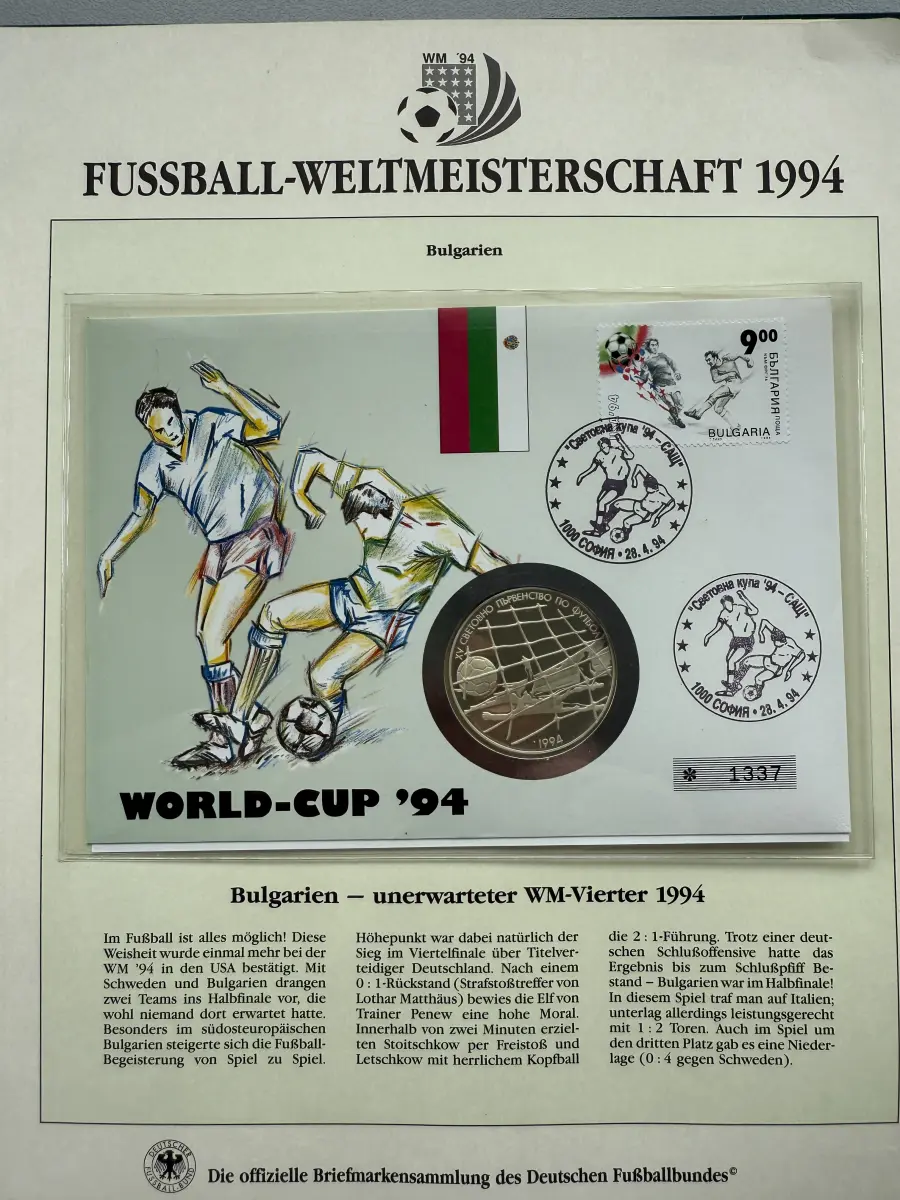 WM '94
FUSSBALL-WELTMEISTERSCHAFT 1994
Bulgarien
9⁰⁰
БЪЛГАРИЯ
ПОЩА
BULGARIA
"Световна купа '94 – САЩ"
1000 СОФИЯ • 28.4.94
XV СВЕТОВНО ПЪРВЕНСТВО ПО ФУТБОЛ
1994
"Световна купа '94 – САЩ"
1000 СОФИЯ • 28.4.94
* 1337
WORLD-CUP '94
Bulgarien – unerwarteter WM-Vierter 1994
Im Fußball ist alles möglich! Diese
Weisheit wurde einmal mehr bei der
WM '94 in den USA bestätigt. Mit
Schweden und Bulgarien drangen
zwei Teams ins Halbfinale vor, die
wohl niemand dort erwartet hatte.
Besonders im südosteuropäischen
Bulgarien steigerte sich die Fußball-
Begeisterung von Spiel zu Spiel.
Höhepunkt war dabei natürlich der
Sieg im Viertelfinale über Titelver-
teidiger Deutschland. Nach einem
0 : 1-Rückstand (Strafstoßtreffer von
Lothar Matthäus) bewies die Elf von
Trainer Penew eine hohe Moral.
Innerhalb von zwei Minuten erziel-
ten Stoitschkow per Freistoß und
Letschkow mit herrlichem Kopfball
die 2 : 1-Führung. Trotz einer deut-
schen Schlußoffensive hatte das
Ergebnis bis zum Schlußpfiff Be-
stand – Bulgarien war im Halbfinale!
In diesem Spiel traf man auf Italien;
unterlag allerdings leistungsgerecht
mit 1 : 2 Toren. Auch im Spiel um
den dritten Platz gab es eine Nieder-
lage (0 : 4 gegen Schweden).
DEUTSCHER
FUSSBALL-BUND
Die offizielle Briefmarkensammlung des Deutschen Fußballbundes©